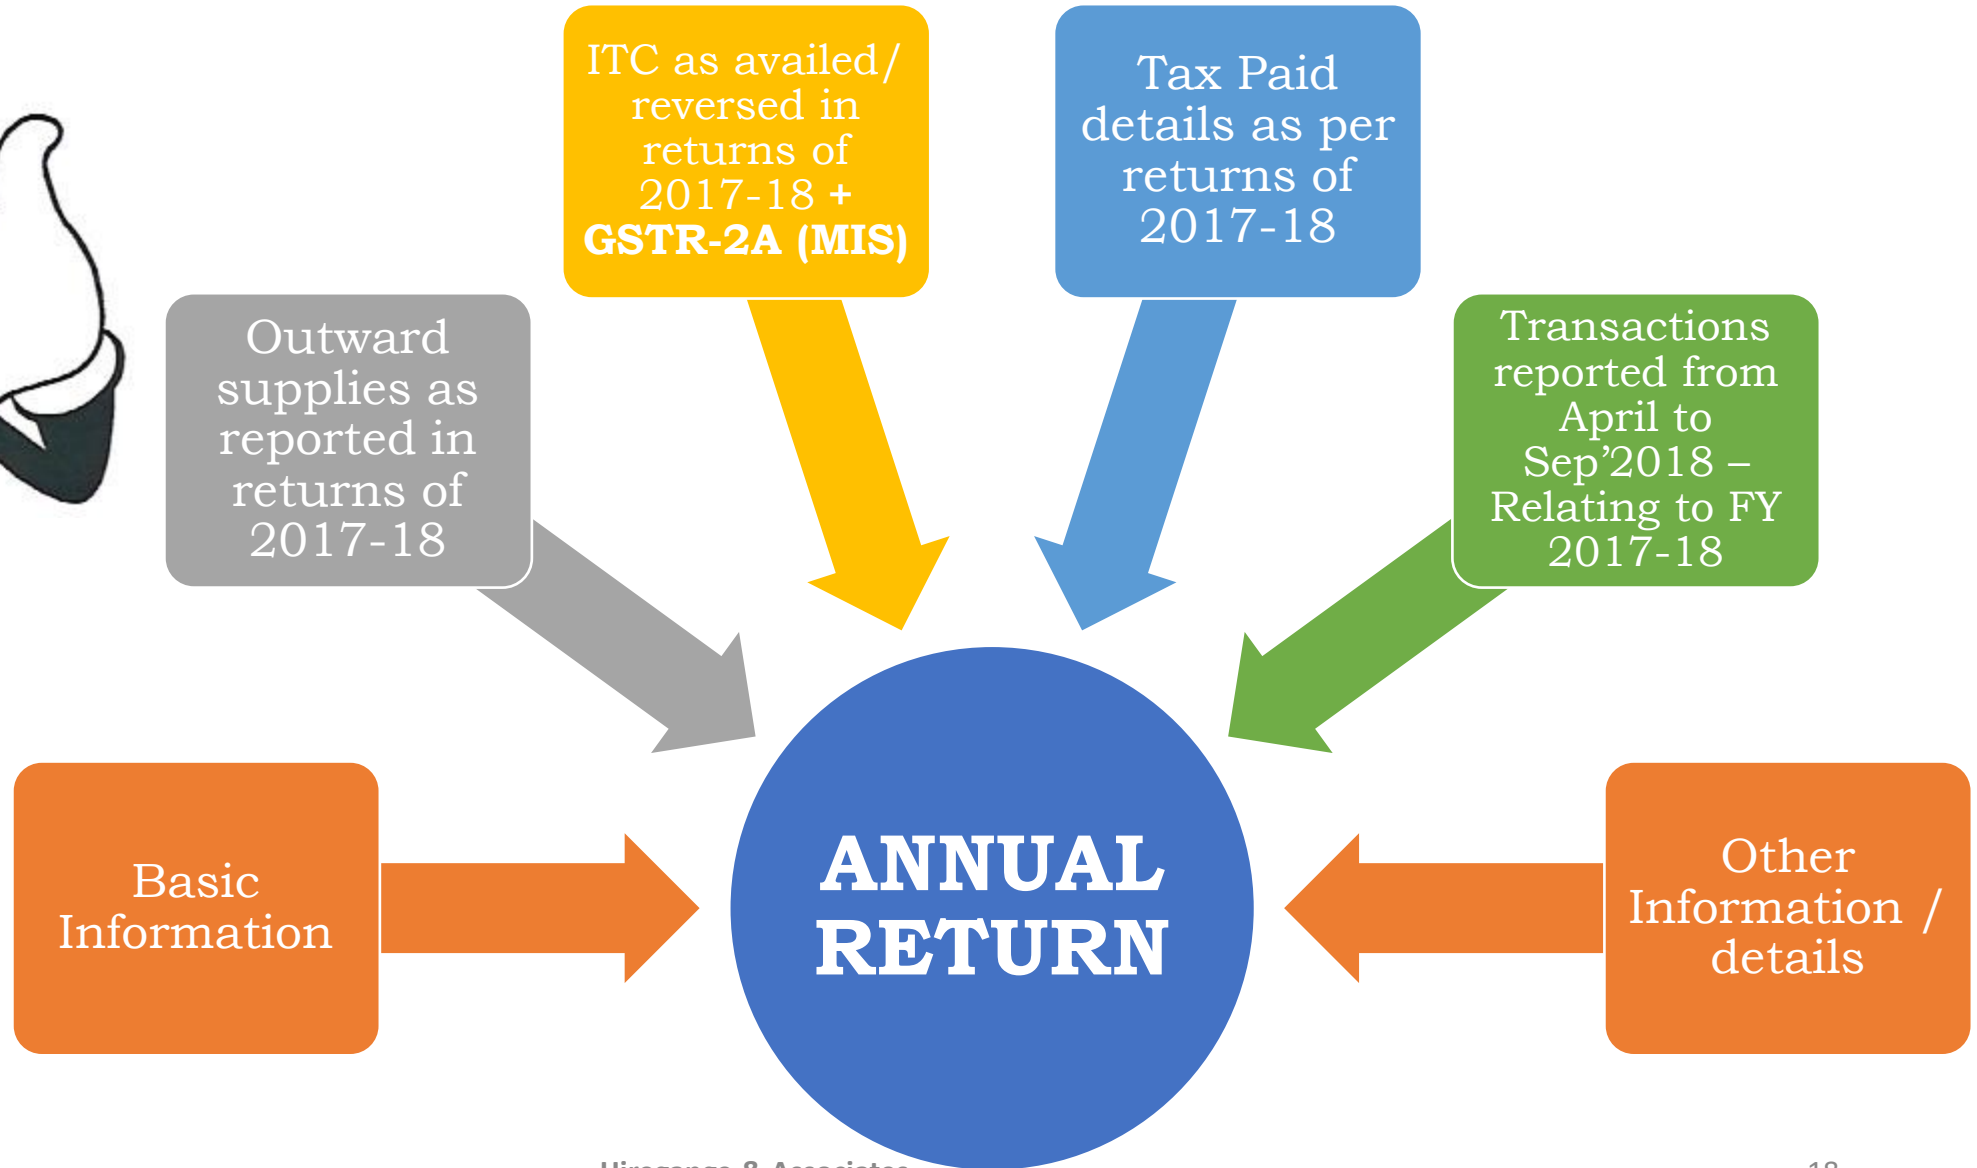 ITC as availed/
reversed in
returns of
2017-18 +
GSTR-2A (MIS)
Tax Paid
details as per
returns of
2017-18
Outward
supplies as
reported in
returns of
2017-18
Transactions
reported from
April to
Sep’2018 –
Relating to FY
2017-18
Basic
Information
ANNUAL
RETURN
Other
Information /
details